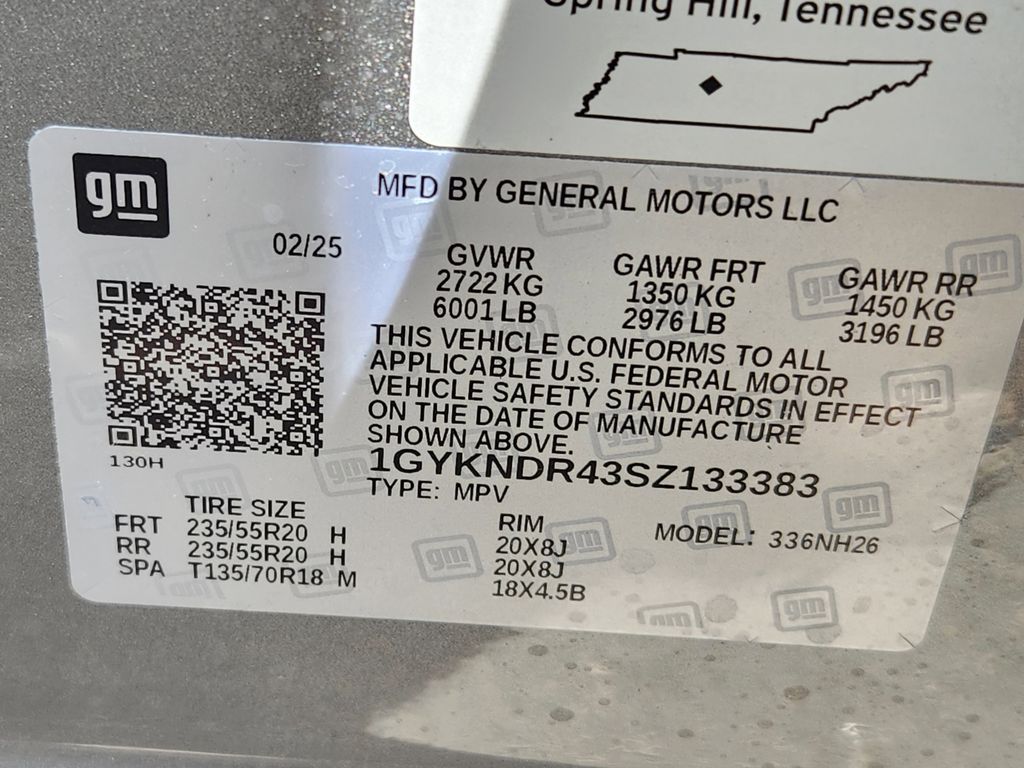 Spring Hill, Tennessee
gm
MFD BY GENERAL MOTORS LLC
02/25
GVWR
2722 KG
6001 LB
GAWR FRT
1350 KG
2976 LB
GAWR RR
1450 KG
3196 LB
THIS VEHICLE CONFORMS TO ALL
APPLICABLE U.S. FEDERAL MOTOR
VEHICLE SAFETY STANDARDS IN EFFECT
ON THE DATE OF MANUFACTURE
SHOWN ABOVE.
1GYKNDR43SZ133383
TYPE: MPV
130H
TIRE SIZE
FRT 235/55R20 H
RR 235/55R20 H
SPA T135/70R18 M
RIM
20X8J
20X8J
18X4.5B
MODEL: 336NH26